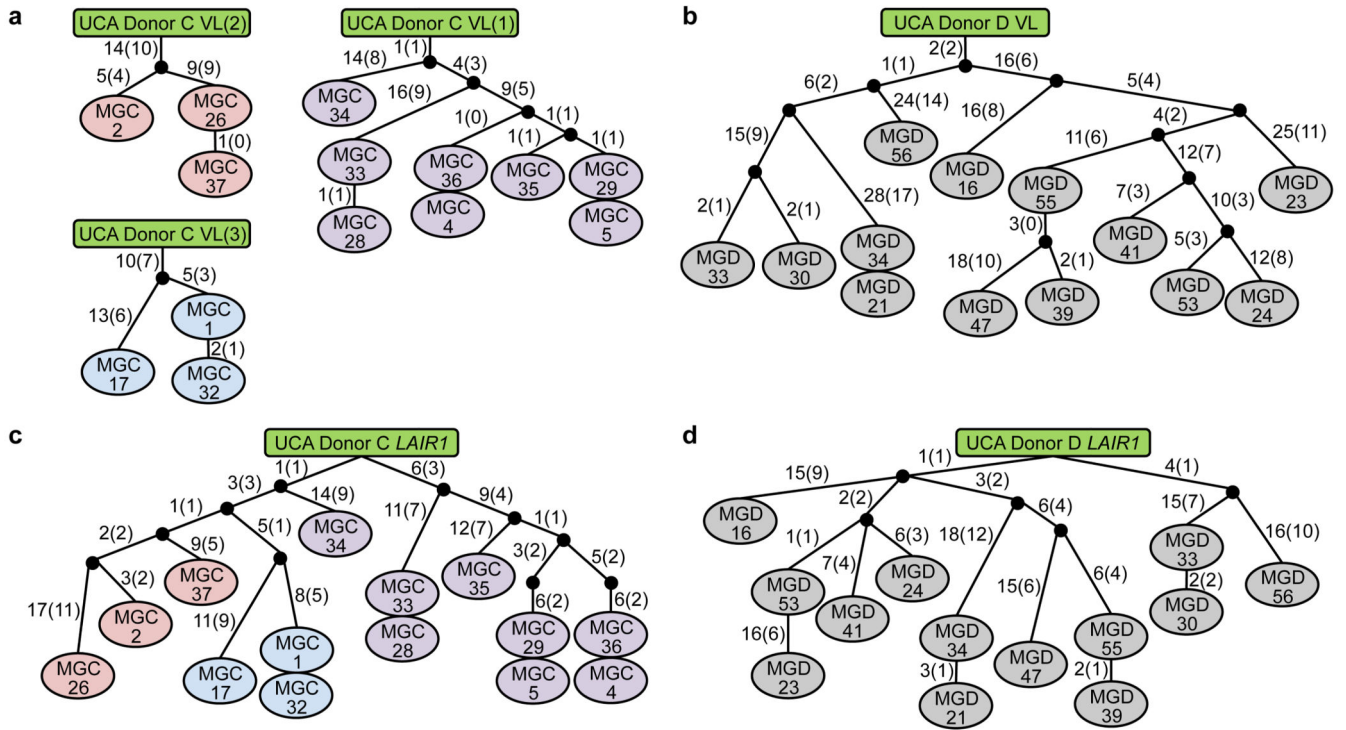 a
UCA Donor C VL(2)
14(10)
5(4)
9(9)
MGC
2
MGC
26
1(0)
MGC
37
UCA Donor C VL(1)
1(1)
14(8)
4(3)
MGC
34
16(9)
9(5)
1(0)
1(1)
1(1)
1(1)
MGC
33
MGC
36
MGC
35
MGC
29
1(1)
MGC
28
MGC
4
MGC
5
UCA Donor C VL(3)
10(7)
5(3)
13(6)
MGC
1
2(1)
MGC
17
MGC
32
b
UCA Donor D VL
2(2)
16(6)
1(1)
6(2)
5(4)
24(14)
16(8)
4(2)
15(9)
11(6)
25(11)
MGD
56
12(7)
MGD
16
MGD
55
7(3)
10(3)
MGD
23
28(17)
2(1)
2(1)
3(0)
MGD
41
5(3)
12(8)
MGD
33
MGD
30
MGD
34
MGD
21
18(10)
2(1)
MGD
47
MGD
39
MGD
53
MGD
24
c
UCA Donor C LAIR1
1(1)
6(3)
3(3)
14(9)
9(4)
1(1)
5(1)
11(7)
12(7)
1(1)
2(2)
9(5)
MGC
34
3(2)
5(2)
3(2)
MGC
37
MGC
35
17(11)
11(9)
8(5)
MGC
33
6(2)
6(2)
MGC
2
MGC
1
MGC
28
MGC
29
MGC
36
MGC
26
MGC
17
MGC
32
MGC
5
MGC
4
d
UCA Donor D LAIR1
1(1)
4(1)
15(9)
2(2)
3(2)
15(7)
6(4)
16(10)
MGD
16
1(1)
7(4)
6(3)
18(12)
MGD
33
MGD
24
15(6)
6(4)
2(2)
MGD
56
MGD
53
MGD
41
MGD
30
16(6)
MGD
34
MGD
47
MGD
55
MGD
23
3(1)
2(1)
MGD
21
MGD
39